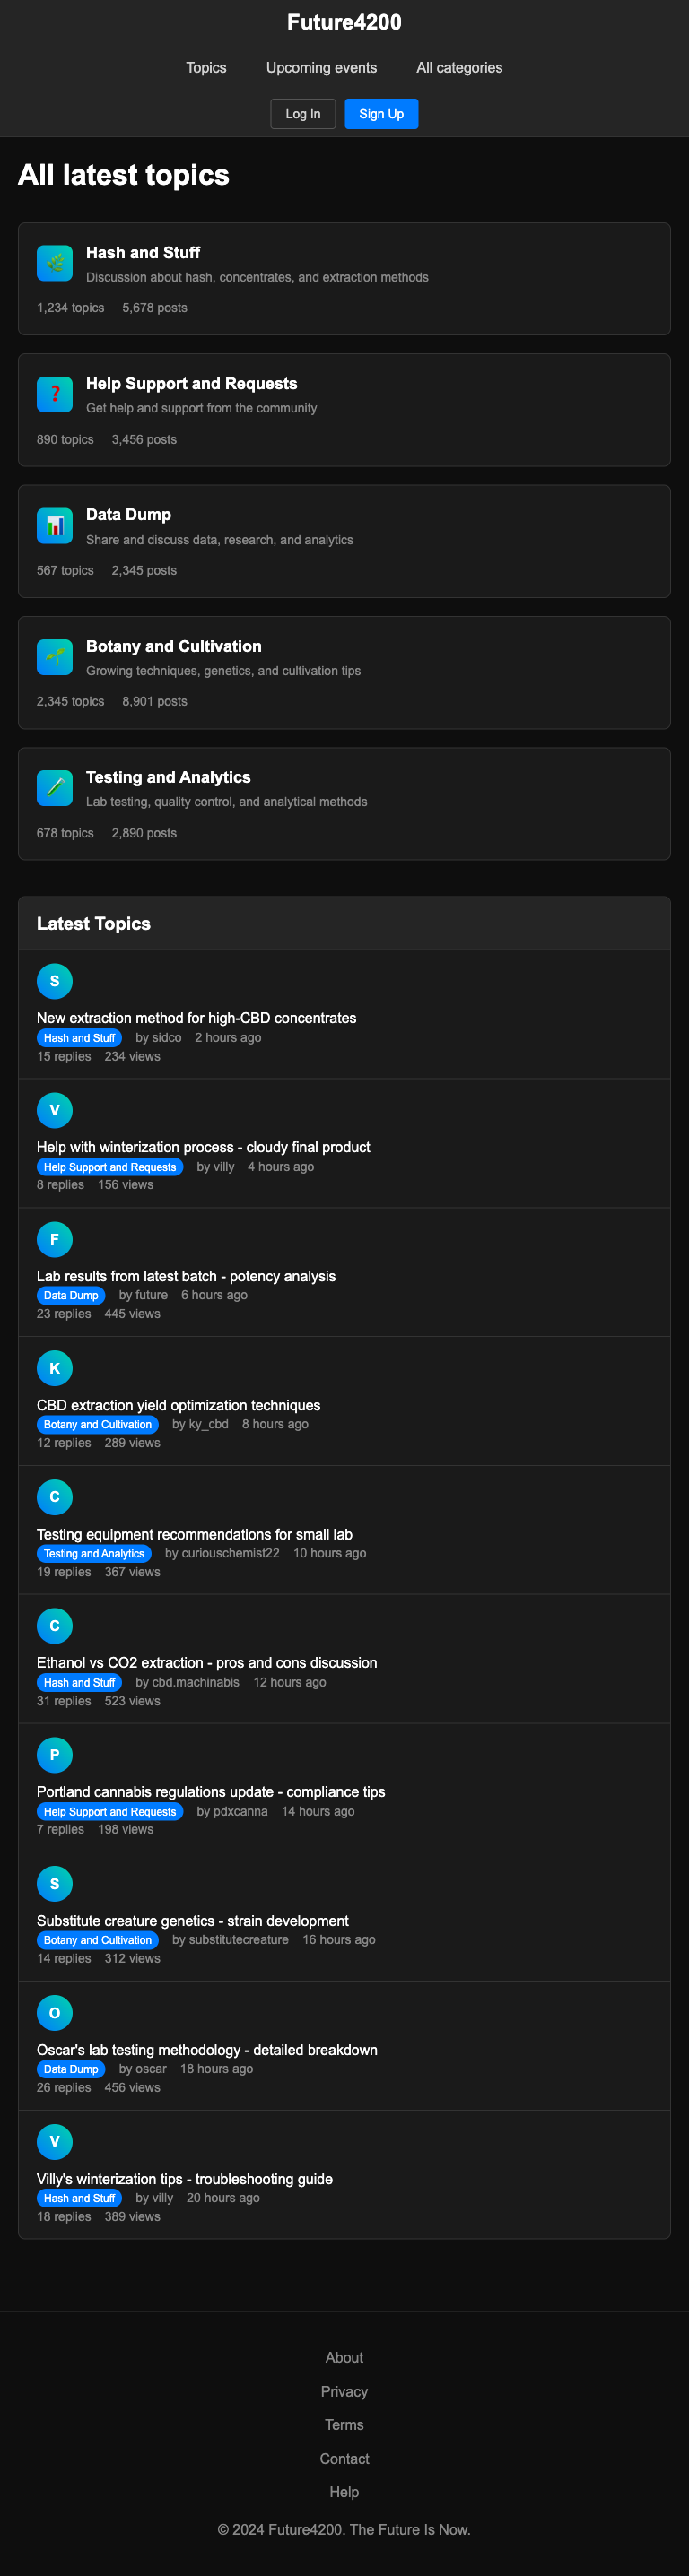 Future4200
Topics Upcoming events All categories
Log In Sign Up
All latest topics
Hash and Stuff
Discussion about hash, concentrates, and extraction methods
1,234 topics 5,678 posts
Help Support and Requests
Get help and support from the community
890 topics 3,456 posts
Data Dump
Share and discuss data, research, and analytics
567 topics 2,345 posts
Botany and Cultivation
Growing techniques, genetics, and cultivation tips
2,345 topics 8,901 posts
Testing and Analytics
Lab testing, quality control, and analytical methods
678 topics 2,890 posts
Latest Topics
S
New extraction method for high-CBD concentrates
Hash and Stuff by sidco 2 hours ago
15 replies 234 views
V
Help with winterization process - cloudy final product
Help Support and Requests by villy 4 hours ago
8 replies 156 views
F
Lab results from latest batch - potency analysis
Data Dump by future 6 hours ago
23 replies 445 views
K
CBD extraction yield optimization techniques
Botany and Cultivation by ky_cbd 8 hours ago
12 replies 289 views
C
Testing equipment recommendations for small lab
Testing and Analytics by curiouschemist22 10 hours ago
19 replies 367 views
C
Ethanol vs CO2 extraction - pros and cons discussion
Hash and Stuff by cbd.machinabis 12 hours ago
31 replies 523 views
P
Portland cannabis regulations update - compliance tips
Help Support and Requests by pdxcanna 14 hours ago
7 replies 198 views
S
Substitute creature genetics - strain development
Botany and Cultivation by substitutecreature 16 hours ago
14 replies 312 views
O
Oscar's lab testing methodology - detailed breakdown
Data Dump by oscar 18 hours ago
26 replies 456 views
V
Villy's winterization tips - troubleshooting guide
Hash and Stuff by villy 20 hours ago
18 replies 389 views
About
Privacy
Terms
Contact
Help
© 2024 Future4200. The Future Is Now.